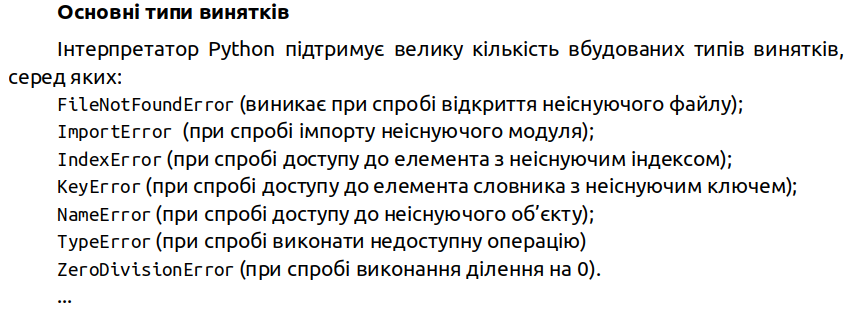 Основні типи винятків
Інтерпретатор Python підтримує велику кількість вбудованих типів винятків,
серед яких:
FileNotFoundError (виникає при спробі відкриття неіснуючого файлу);
ImportError (при спробі імпорту неіснуючого модуля);
IndexError (при спробі доступу до елемента з неіснуючим індексом);
KeyError (при спробі доступу до елемента словника з неіснуючим ключем);
NameError (при спробі доступу до неіснуючого об’єкту);
TypeError (при спробі виконати недоступну операцію)
ZeroDivisionError (при спробі виконання ділення на 0).
...